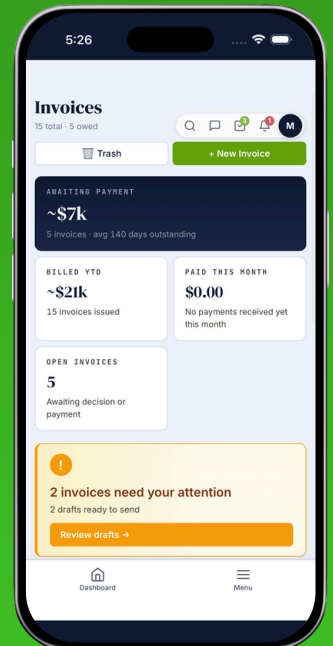 5:26
Invoices
15 total · 5 owed
3
1
M
Trash
+ New Invoice
AWAITING PAYMENT
~$7k
5 invoices · avg 140 days outstanding
BILLED YTD
~$21k
15 invoices issued
PAID THIS MONTH
$0.00
No payments received yet
this month
OPEN INVOICES
5
Awaiting decision or
payment
!
2 invoices need your attention
2 drafts ready to send
Review drafts →
Dashboard
Menu